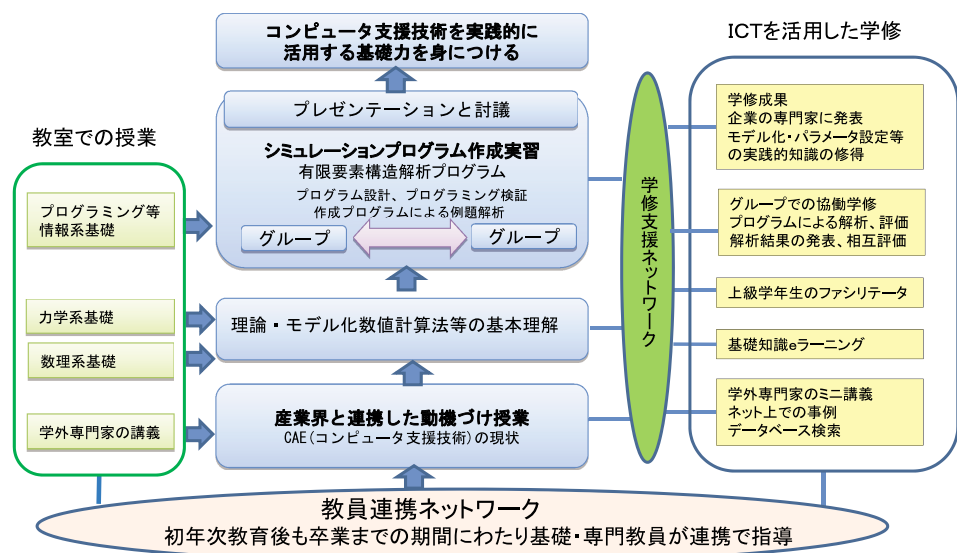 コンピュータ支援技術を実践的に
活用する基礎力を身につける
プレゼンテーションと討議
シミュレーションプログラム作成実習
有限要素構造解析プログラム
プログラム設計、プログラミング検証
作成プログラムによる例題解析
グループ
グループ
理論・モデル化数値計算法等の基本理解
産業界と連携した動機づけ授業
CAE(コンピュータ支援技術)の現状
教室での授業
プログラミング等
情報系基礎
力学系基礎
数理系基礎
学外専門家の講義
学修支援ネットワーク
ICTを活用した学修
学修成果
企業の専門家に発表
モデル化・パラメータ設定等
の実践的知識の修得
グループでの協働学修
プログラムによる解析、評価
解析結果の発表、相互評価
上級学年生のファシリテータ
基礎知識eラーニング
学外専門家のミニ講義
ネット上での事例
データベース検索
教員連携ネットワーク
初年次教育後も卒業までの期間にわたり基礎・専門教員が連携で指導